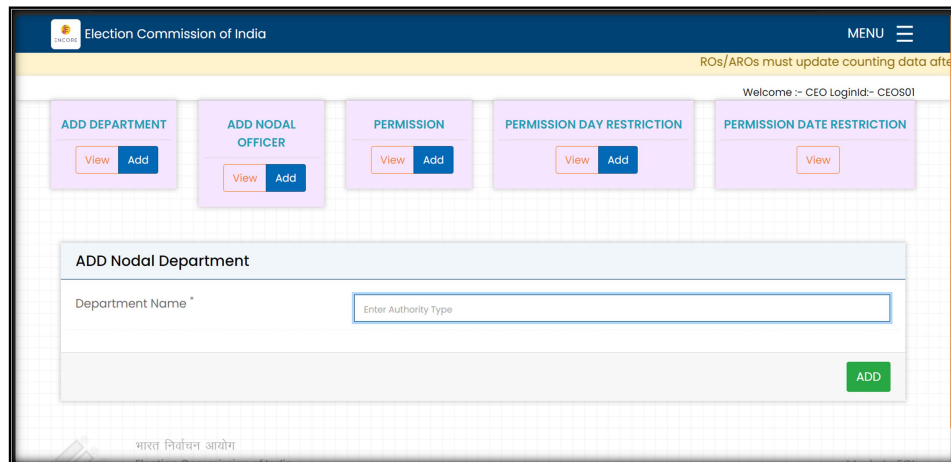 ENCORE
Election Commission of India
MENU
ROs/AROs must update counting data afte
Welcome :- CEO LoginId:- CEOS01
ADD DEPARTMENT
View Add
ADD NODAL
OFFICER
View Add
PERMISSION
View Add
PERMISSION DAY RESTRICTION
View Add
PERMISSION DATE RESTRICTION
View
ADD Nodal Department
Department Name *
Enter Authority Type
ADD
भारत निर्वाचन आयोग